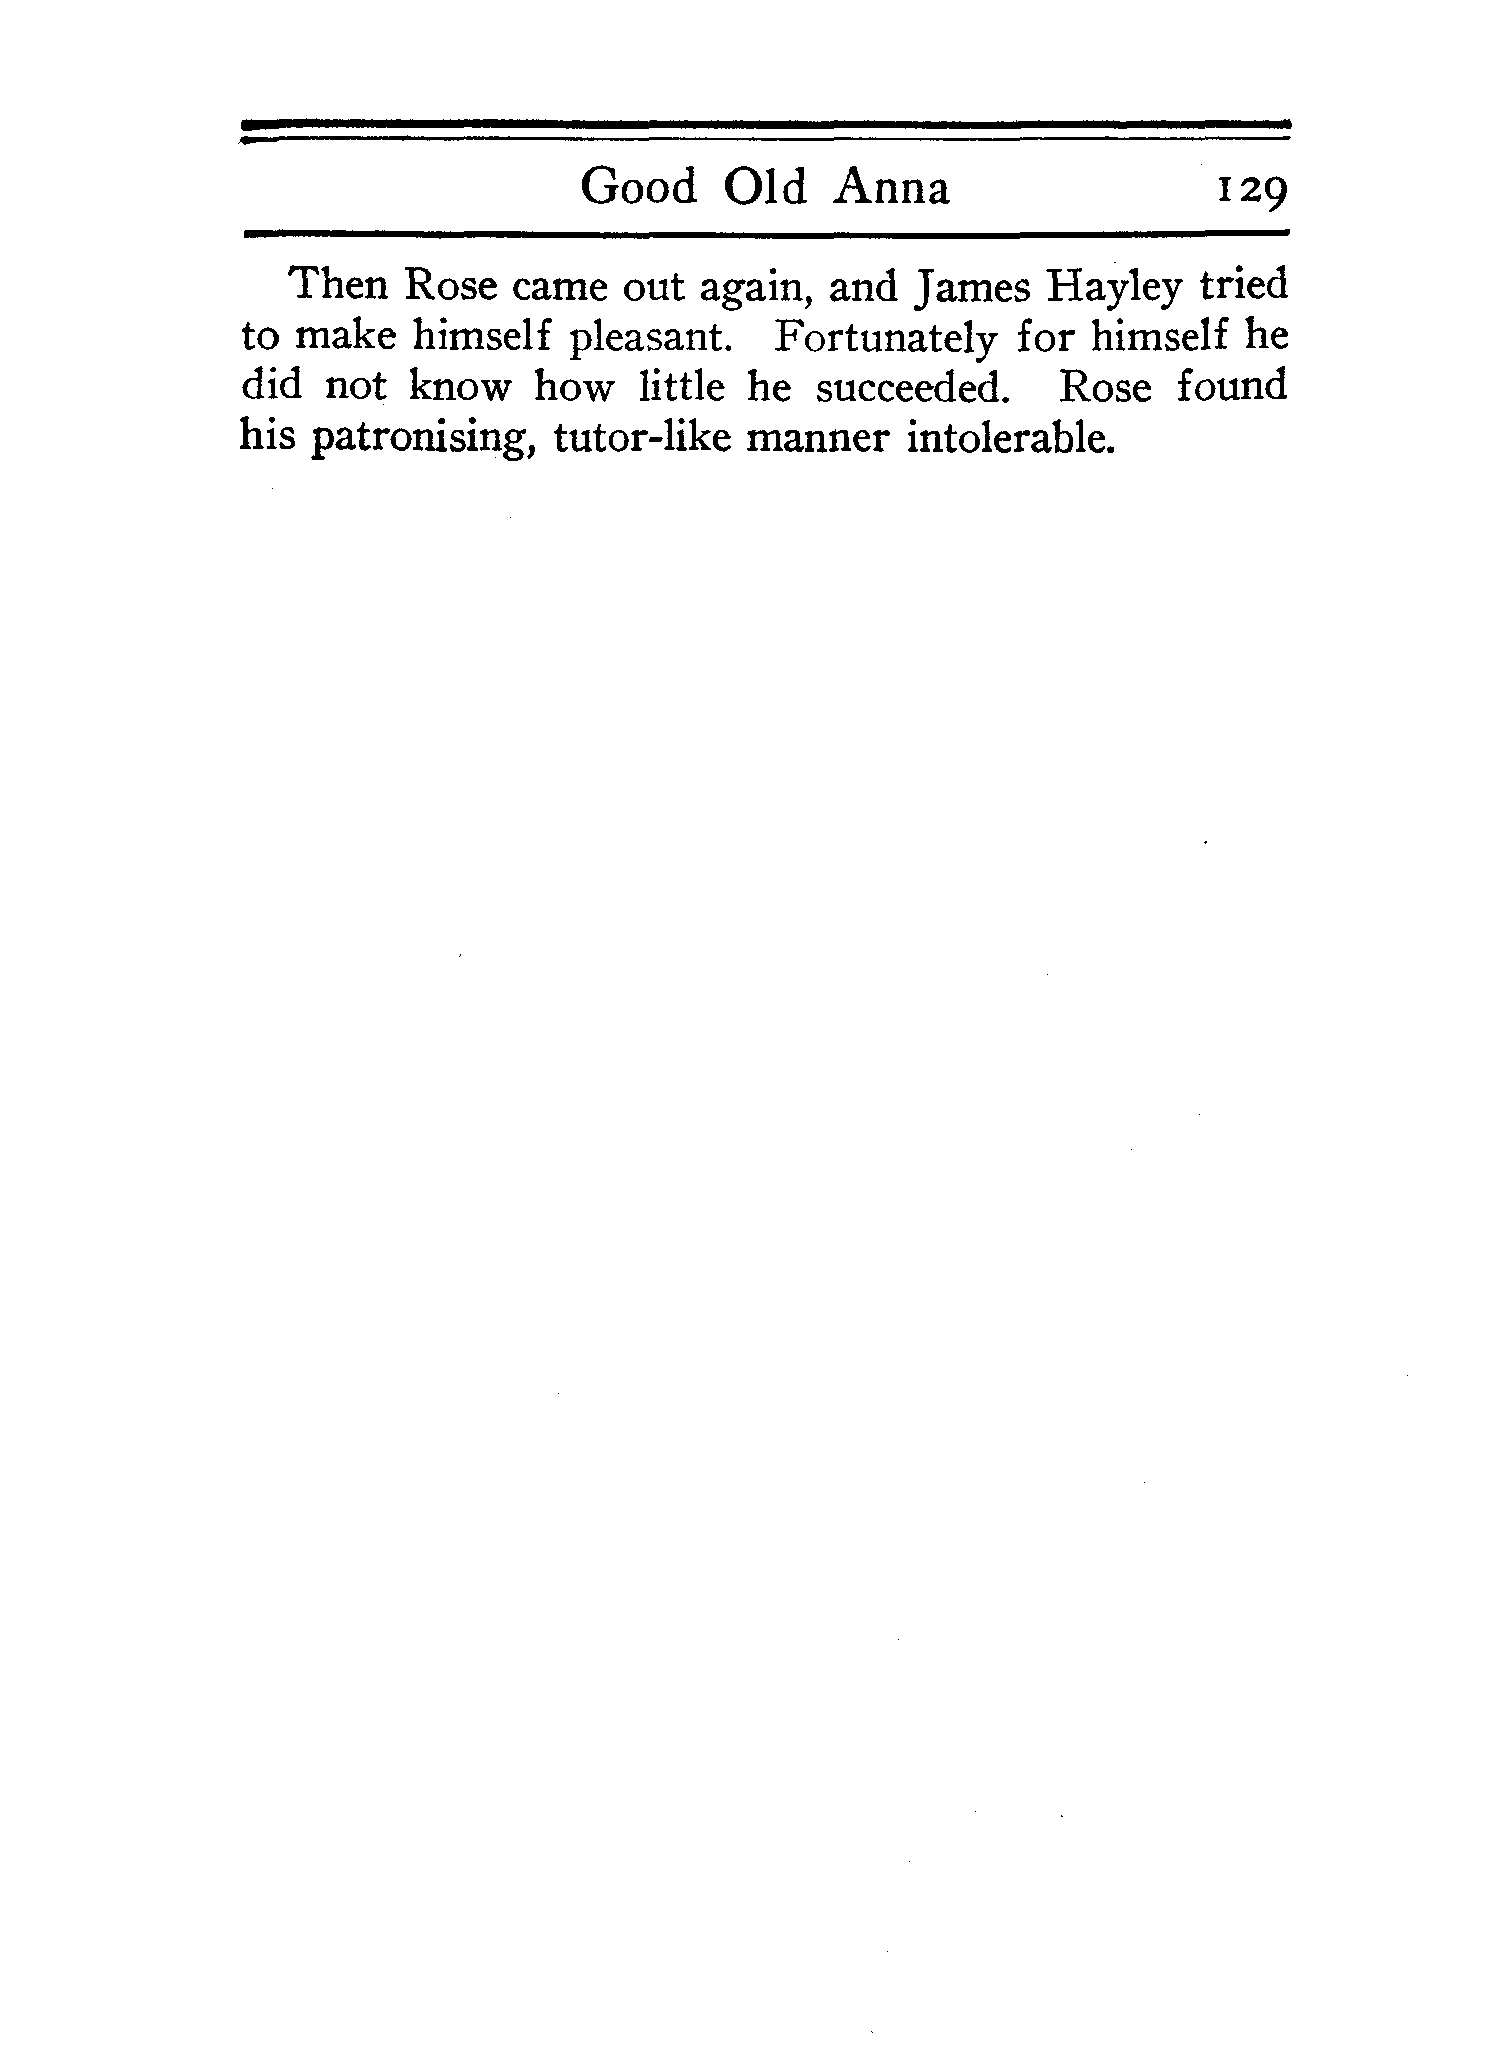 Good Old Anna 129
Then Rose came out again, and James Hayley tried
to make himself pleasant. Fortunately for himself he
did not know how little he succeeded. Rose found
his patronising, tutor-like manner intolerable.